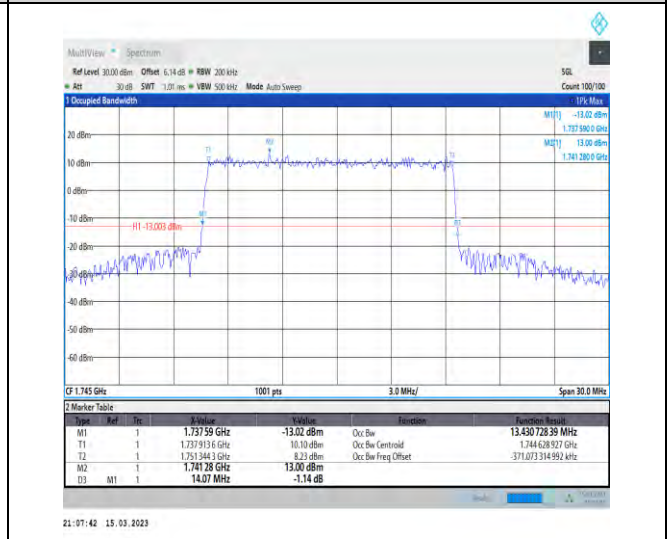 MultiView Spectrum
Ref Level 30.00 dBm Offset 6.14 dB RBW 200 kHz SGL
Att 30 dB SWT 1.01 ms VBW 500 kHz Mode Auto Sweep Count 100/100
1 Occupied Bandwidth 1Pk Max
M1[1] -13.02 dBm
1.737 590 0 GHz
20 dBm
M2[1] 13.00 dBm
1.741 280 0 GHz
T1 M2 T2
10 dBm
0 dBm
-10 dBm
M1
H1 -13.003 dBm
-20 dBm
-30 dBm
-40 dBm
-50 dBm
-60 dBm
CF 1.745 GHz 1001 pts 3.0 MHz/ Span 30.0 MHz
2 Marker Table
Type Ref Trc X-Value Y-Value Function Function Result
M1 1 1.737 59 GHz -13.02 dBm Occ Bw 13.430 728 39 MHz
T1 1 1.737 913 6 GHz 10.10 dBm Occ Bw Centroid 1.744 628 927 GHz
T2 1 1.751 344 3 GHz 8.23 dBm Occ Bw Freq Offset -371.073 314 992 kHz
M2 1 1.741 28 GHz 13.00 dBm
D3 M1 1 14.07 MHz -1.14 dB
21:07:42 15.03.2023